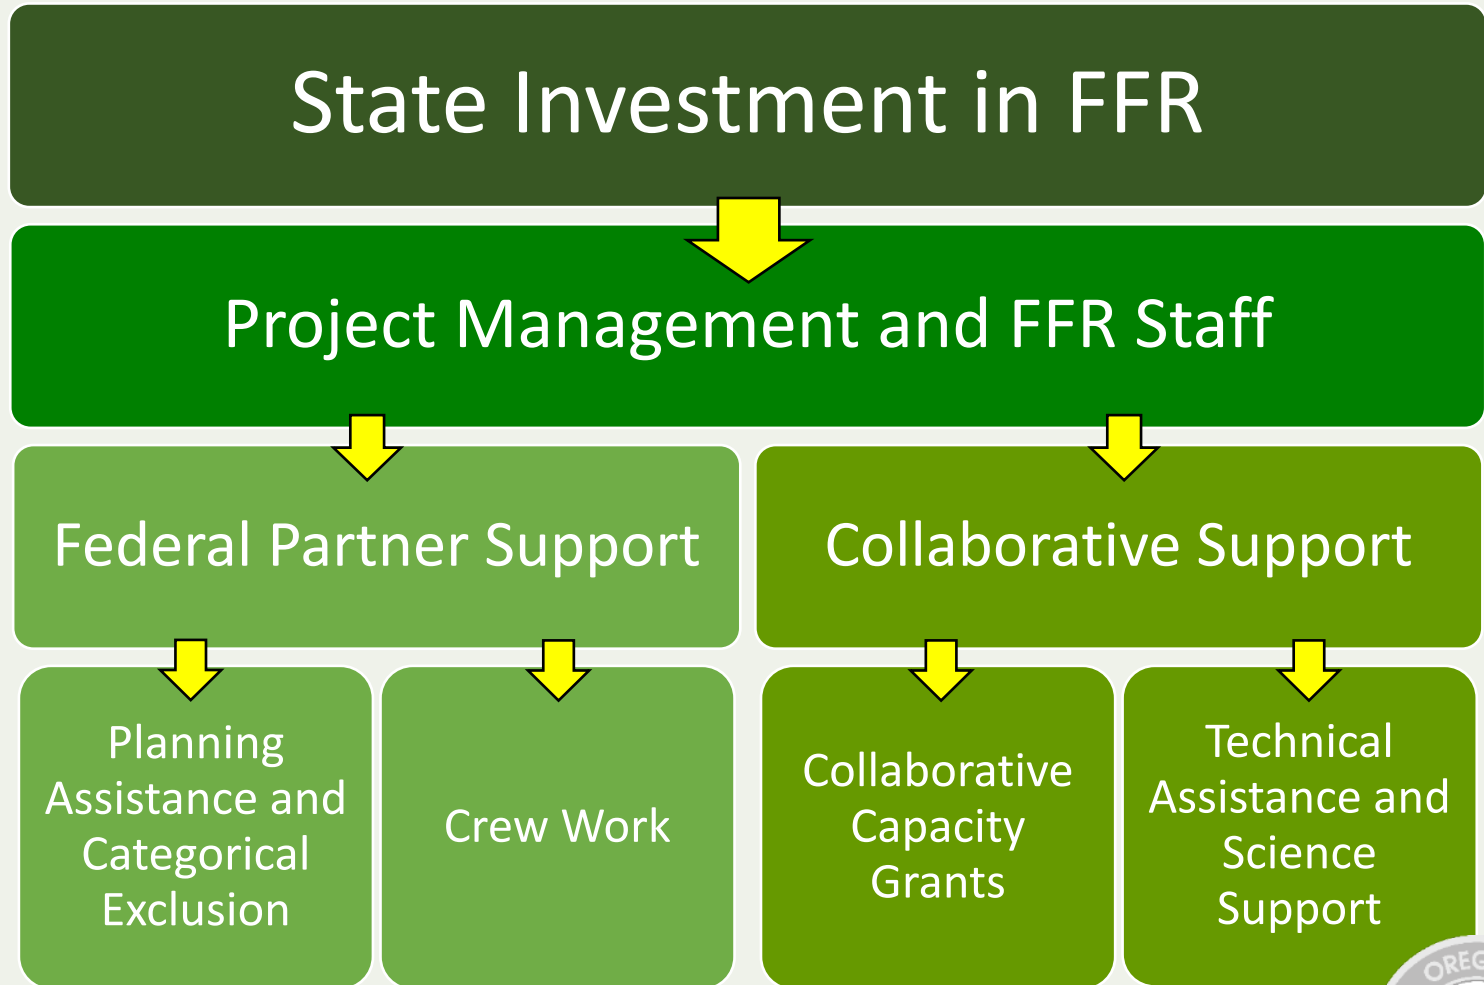 State Investment in FFR
Project Management and FFR Staff
Federal Partner Support
Collaborative Support
Planning
Assistance and
Categorical
Exclusion
Crew Work
Collaborative
Capacity
Grants
Technical
Assistance and
Science
Support